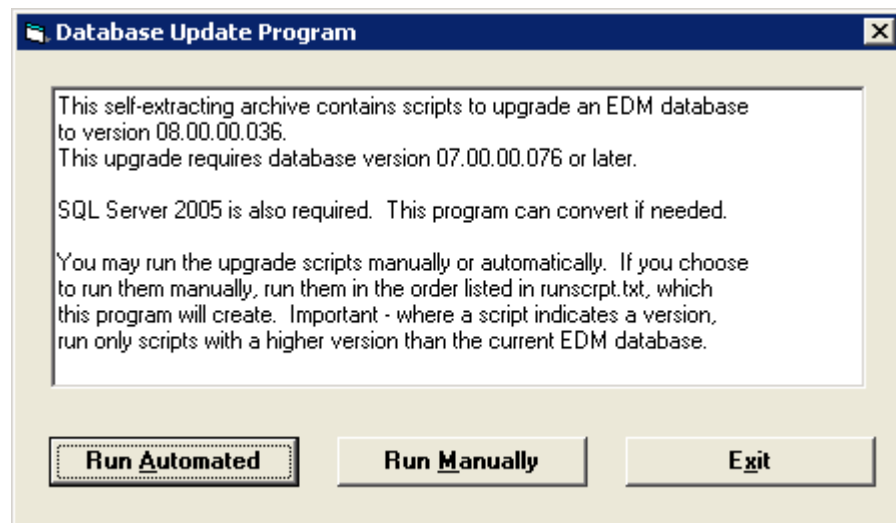 Database Update Program
This self-extracting archive contains scripts to upgrade an EDM database
to version 08.00.00.036.
This upgrade requires database version 07.00.00.076 or later.
SQL Server 2005 is also required.  This program can convert if needed.
You may run the upgrade scripts manually or automatically.  If you choose
to run them manually, run them in the order listed in runscrpt.txt, which
this program will create.  Important - where a script indicates a version,
run only scripts with a higher version than the current EDM database.
Run Automated
Run Manually
Exit